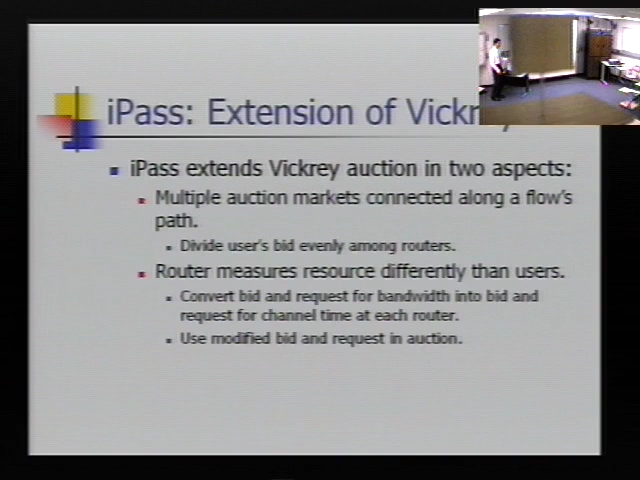 iPass: Extension of Vickrey
iPass extends Vickrey auction in two aspects:
Multiple auction markets connected along a flow's
path.
Divide user's bid evenly among routers.
Router measures resource differently than users.
Convert bid and request for bandwidth into bid and
request for channel time at each router.
Use modified bid and request in auction.